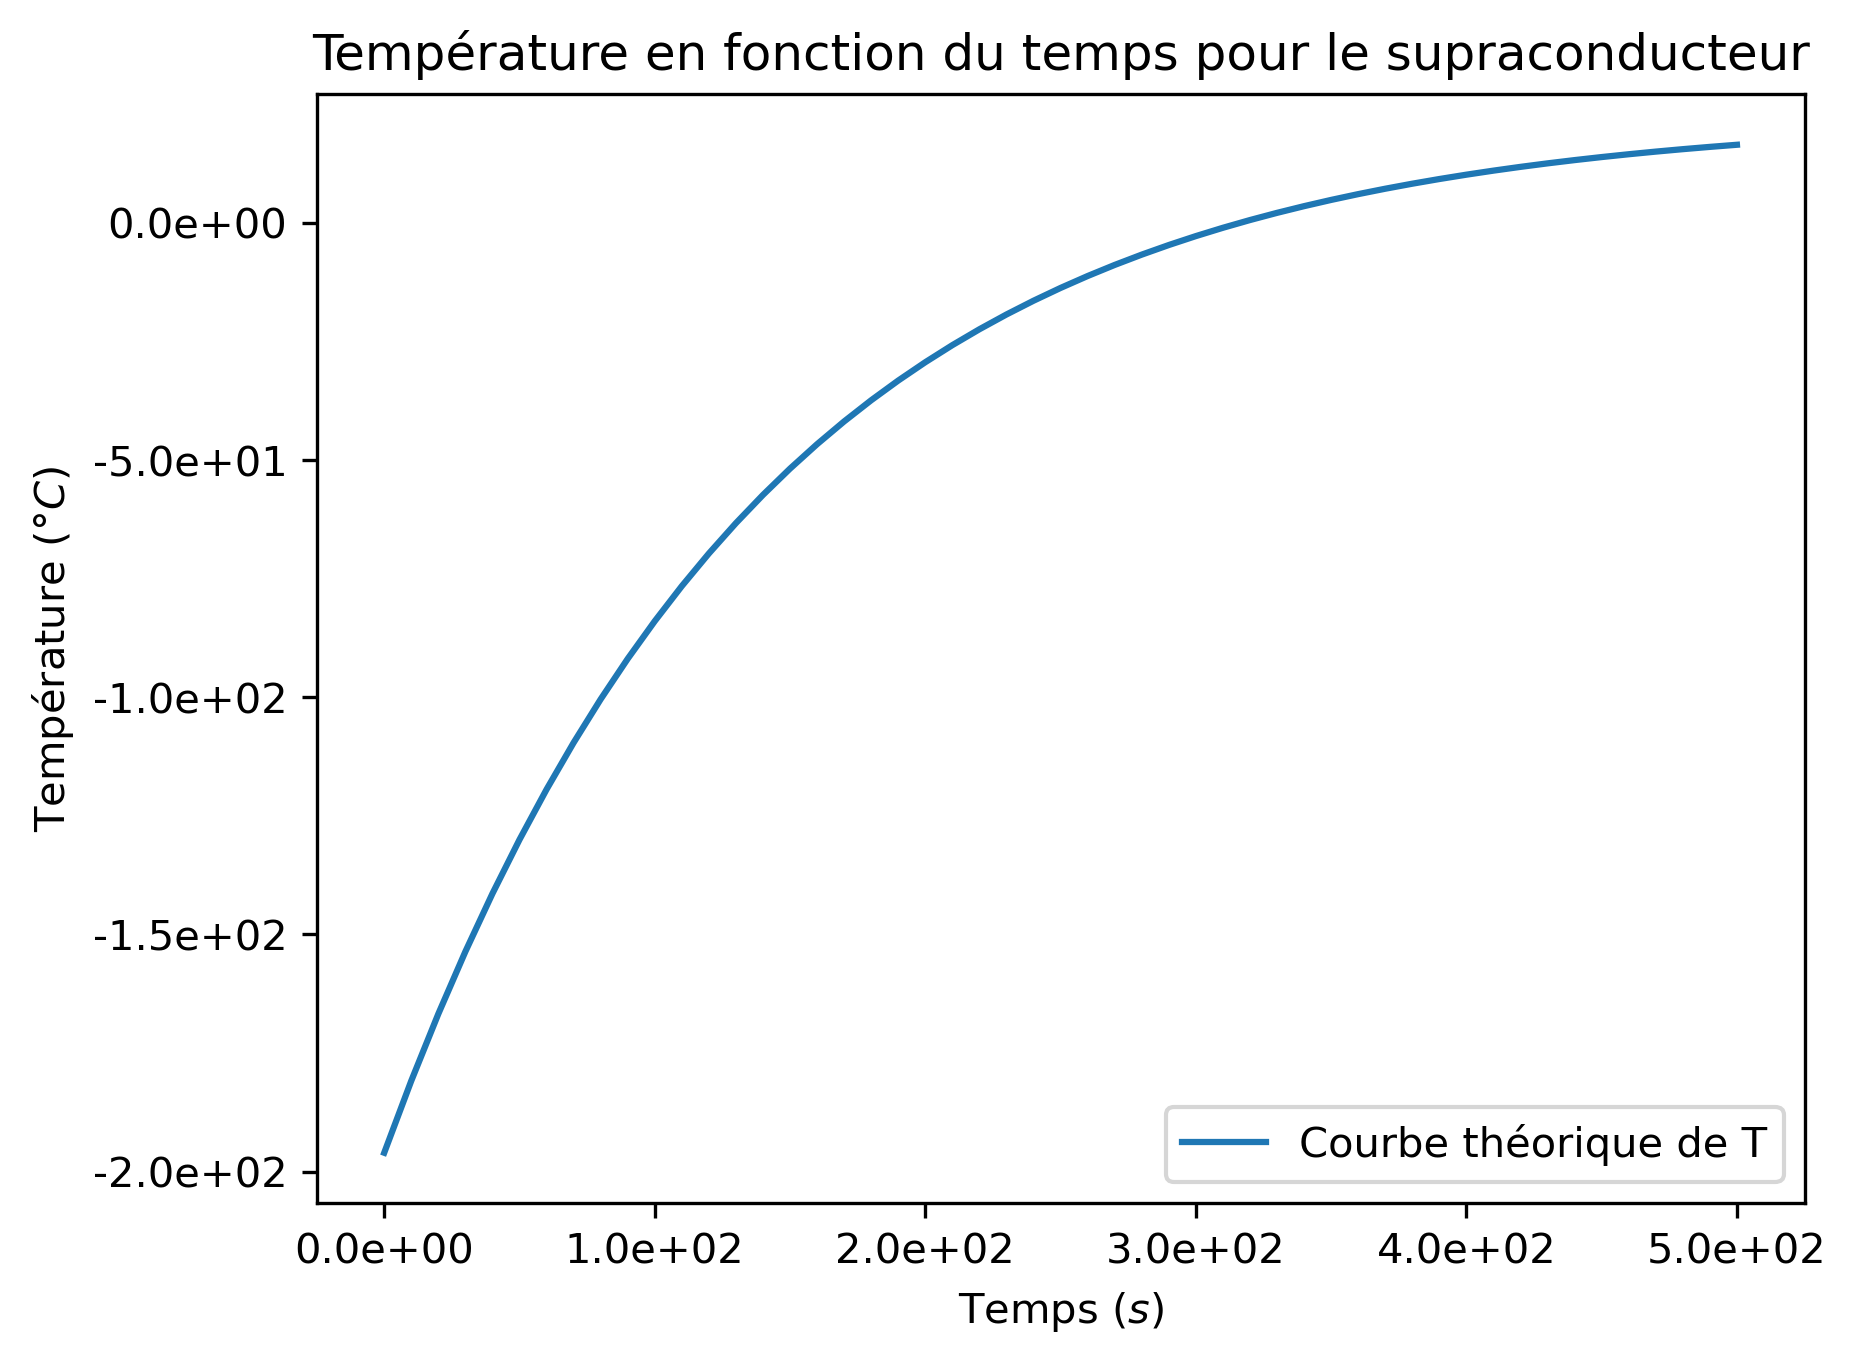 Température en fonction du temps pour le supraconducteur
Température (°C)
0.0e+00
-5.0e+01
-1.0e+02
-1.5e+02
-2.0e+02
Courbe théorique de T
0.0e+00 1.0e+02 2.0e+02 3.0e+02 4.0e+02 5.0e+02
Temps (s)